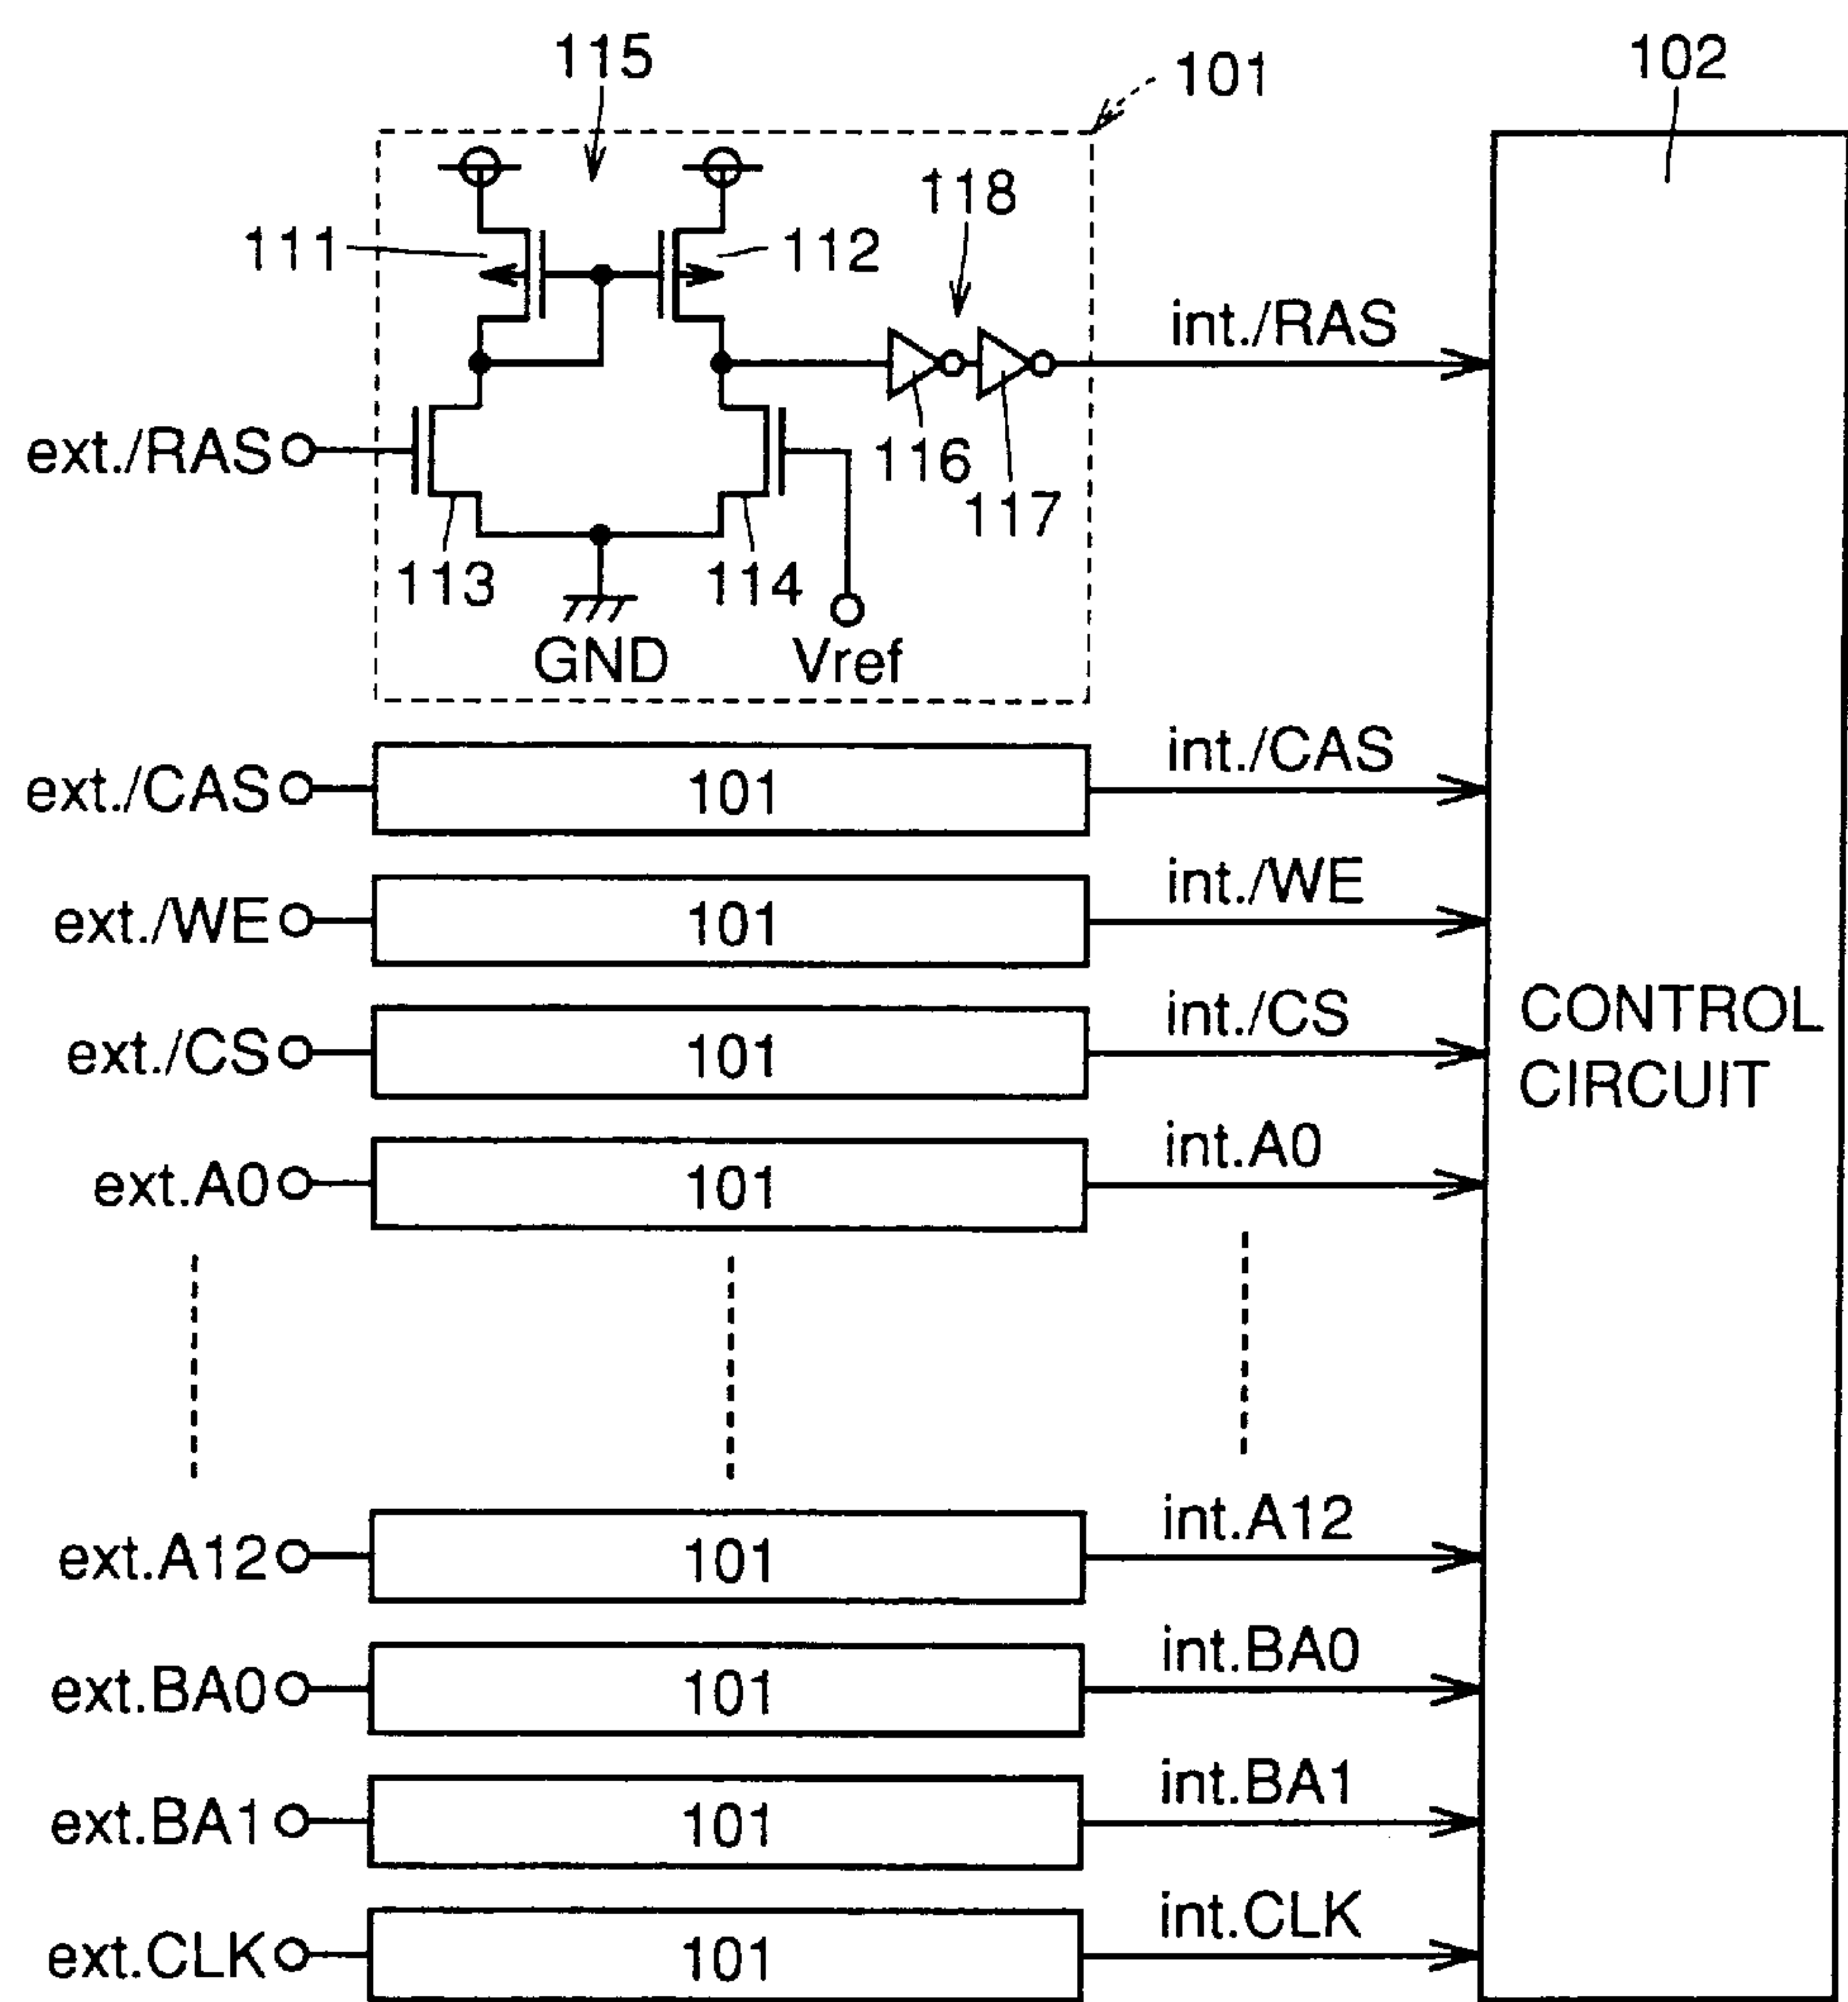 115
101
102
118
111
112
int./RAS
ext./RAS
116
117
113
114
GND
Vref
ext./CAS
101
int./CAS
ext./WE
101
int./WE
ext./CS
101
int./CS
CONTROL
CIRCUIT
ext.A0
101
int.A0
ext.A12
101
int.A12
ext.BA0
101
int.BA0
ext.BA1
101
int.BA1
ext.CLK
101
int.CLK